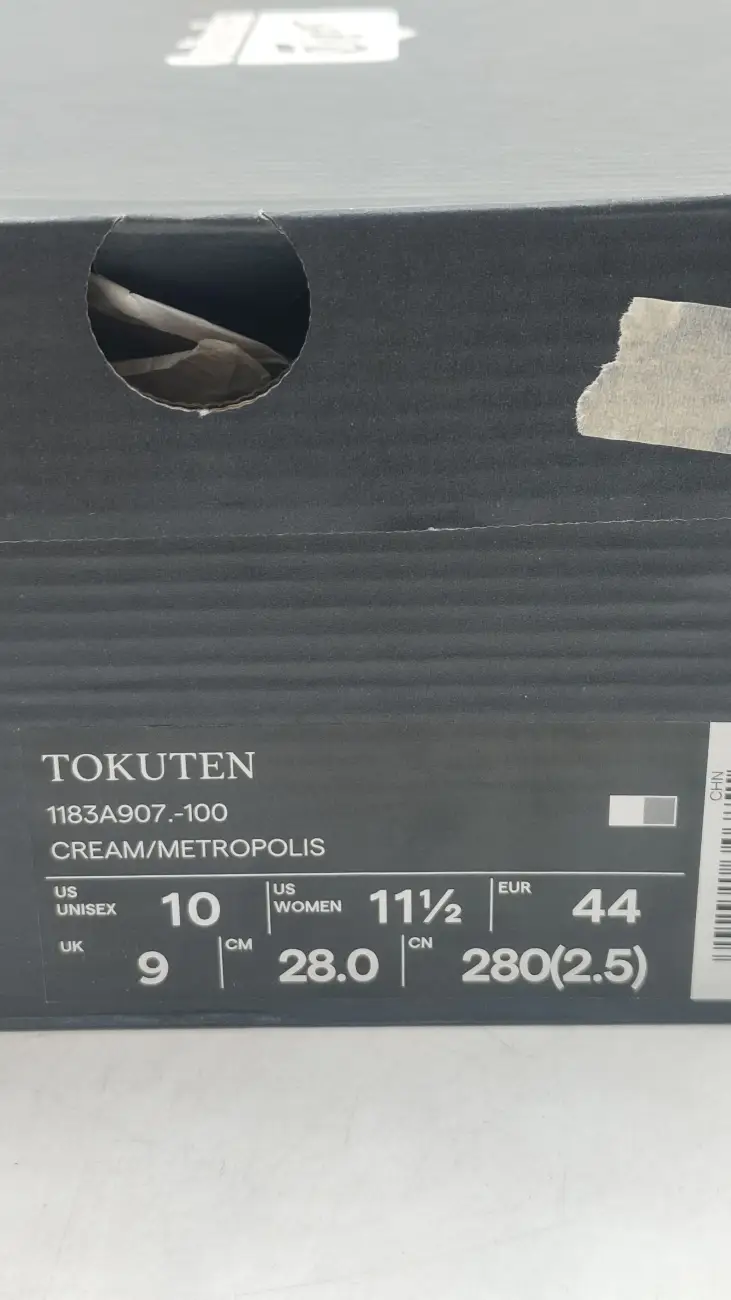 TOKUTEN
1183A907.-100
CREAM/METROPOLIS
US UNISEX 10 US WOMEN 11½ EUR 44
UK 9 CM 28.0 CN 280(2.5)
CHN